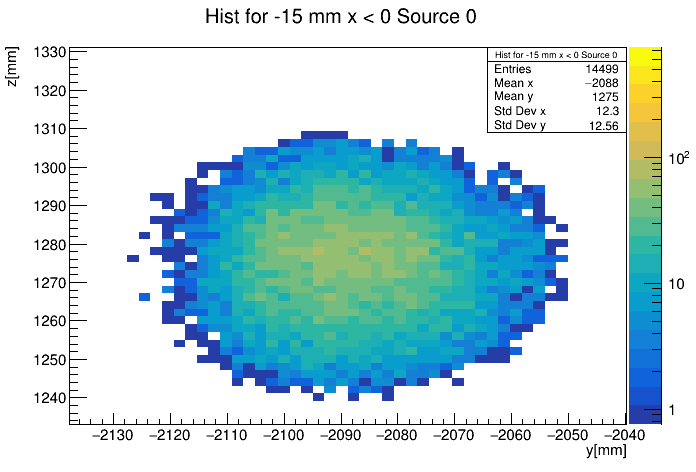 Hist for -15 mm x < 0 Source 0
z[mm]
1330
1320
1310
1300
1290
1280
1270
1260
1250
1240
Hist for -15 mm x < 0 Source 0
Entries 14499
Mean x −2088
Mean y 1275
Std Dev x 12.3
Std Dev y 12.56
10²
10
1
−2130 −2120 −2110 −2100 −2090 −2080 −2070 −2060 −2050 −2040
y[mm]